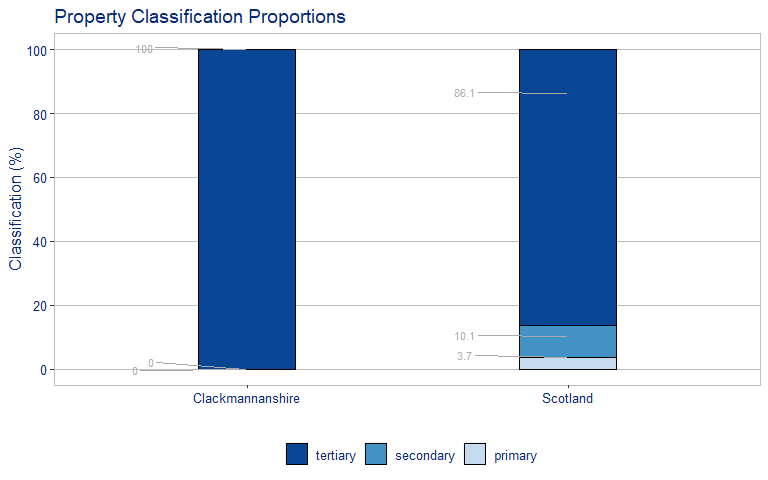 Property Classification Proportions
Classification (%)
100
80
60
40
20
0
100
0
0
86.1
10.1
3.7
Clackmannanshire
Scotland
tertiary secondary primary